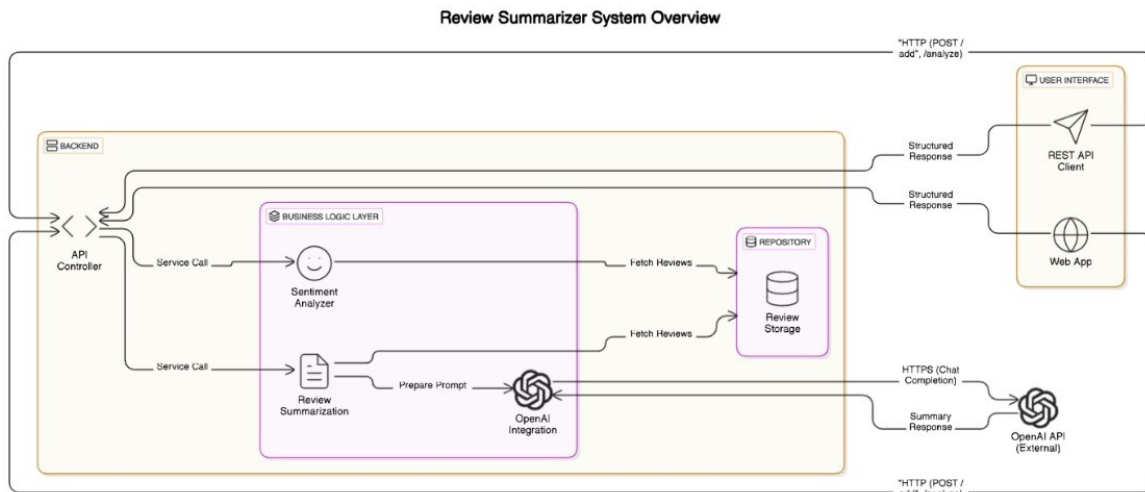 Review Summarizer System Overview
"HTTP (POST /
add", /analyze)
USER INTERFACE
REST API
Client
Structured
Response
BACKEND
Structured
Response
Web App
BUSINESS LOGIC LAYER
REPOSITORY
API
Controller
Service Call
Sentiment
Analyzer
Fetch Reviews
Review
Storage
Fetch Reviews
Service Call
Review
Summarization
Prepare Prompt
OpenAI
Integration
HTTPS (Chat
Completion)
Summary
Response
OpenAI API
(External)
"HTTP (POST /